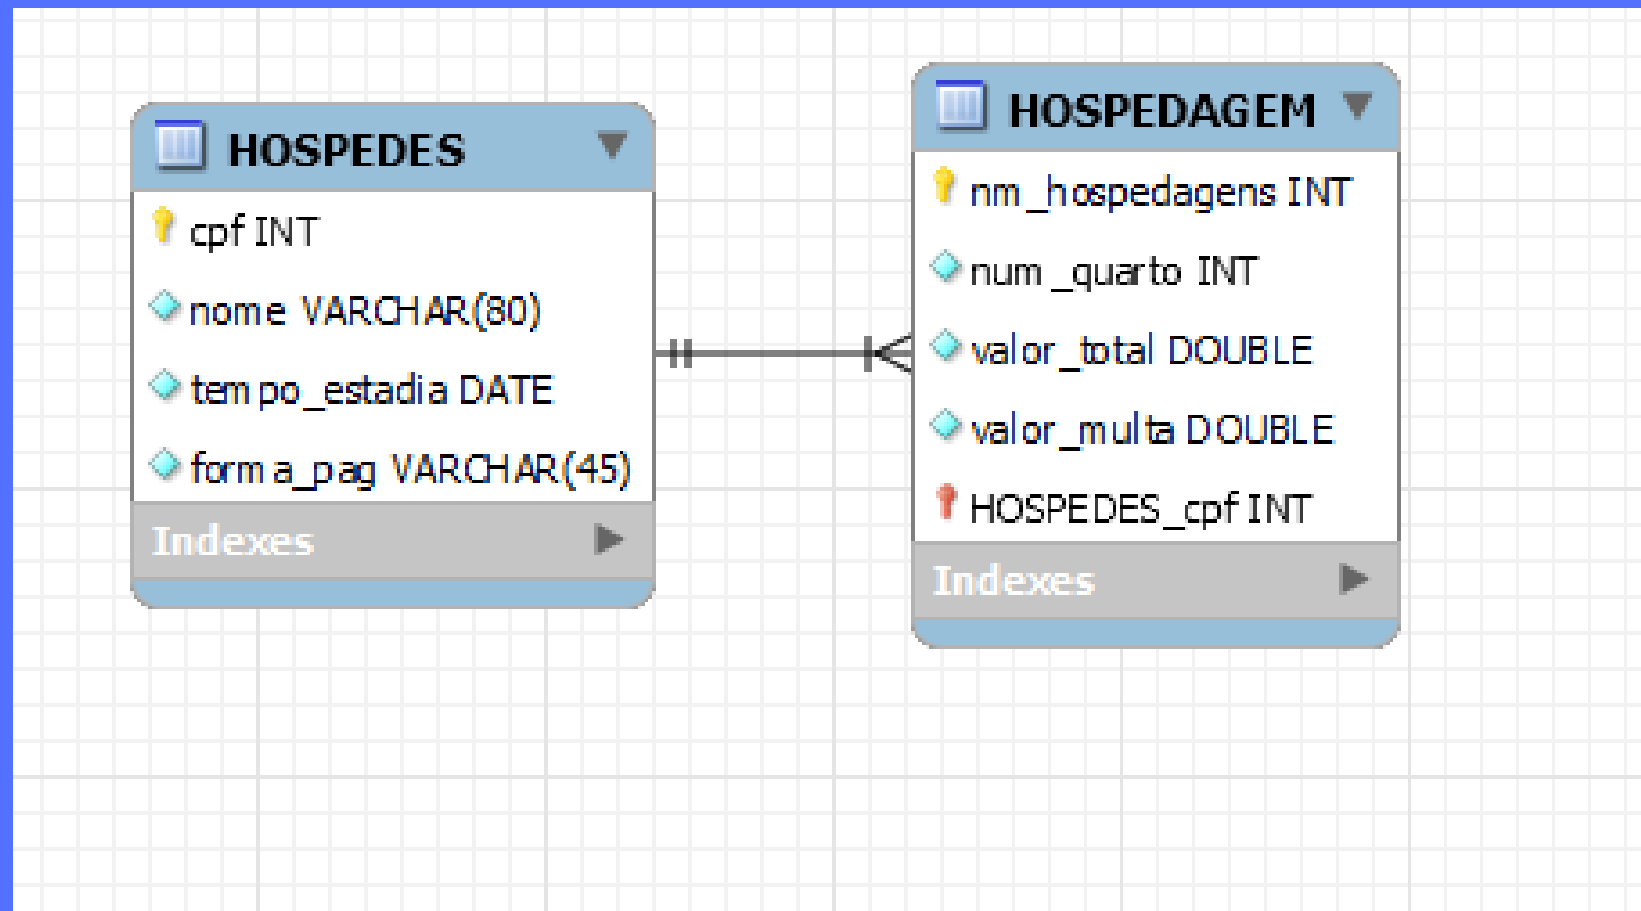 HOSPEDES
cpf INT
nome VARCHAR(80)
tempo_estadia DATE
forma_pag VARCHAR(45)
Indexes
HOSPEDAGEM
nm_hospedagens INT
num_quarto INT
valor_total DOUBLE
valor_multa DOUBLE
HOSPEDES_cpf INT
Indexes